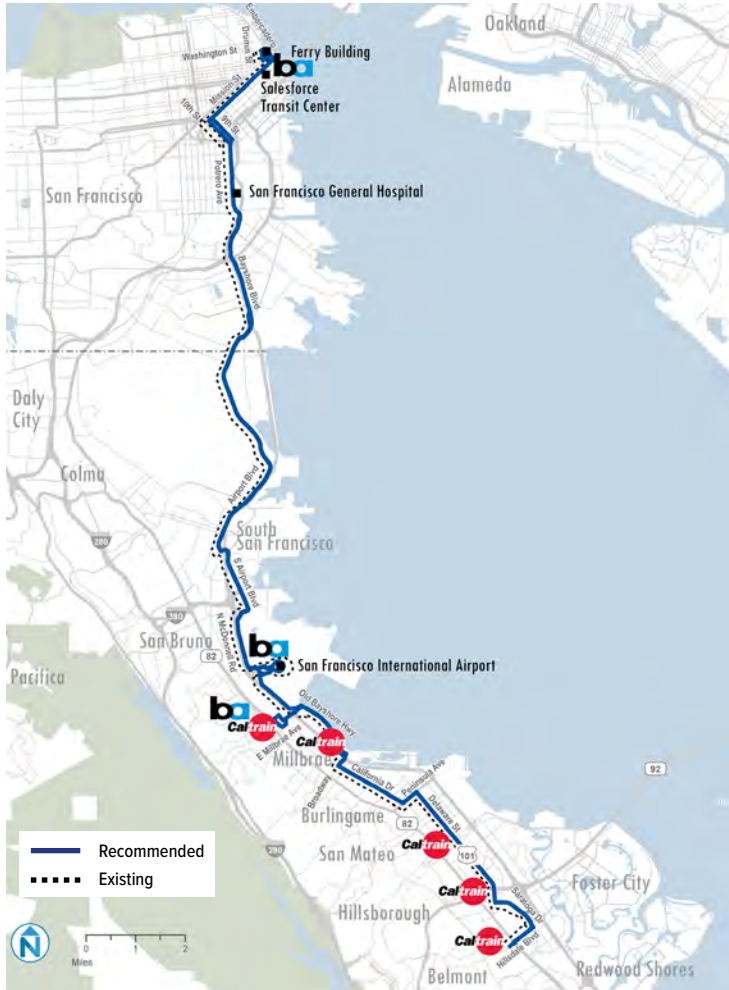 Embarcadero
Drumm St
Washington St
Ferry Building
ba
Salesforce
Transit Center
Mission St
10th St
9th St
Oakland
Alameda
Potrero Ave
San Francisco General Hospital
San Francisco
Bayshore Blvd
Daly
City
Colma
Airport Blvd
South
San Francisco
280
S Airport Blvd
380
San Bruno
N McDonnell Rd
82
ba
San Francisco International Airport
Pacifica
ba
Caltrain
Old Bayshore Hwy
E Millbrae Ave
Caltrain
Millbrae
Broadway
California Dr
Peninsula Ave
Delaware St
92
Burlingame
82
San Mateo
Caltrain
101
280
Caltrain
Foster City
Saratoga Dr
Hillsborough
Caltrain
Hillsdale Blvd
Belmont
Redwood Shores
Recommended
Existing
N
0 1 2
Miles